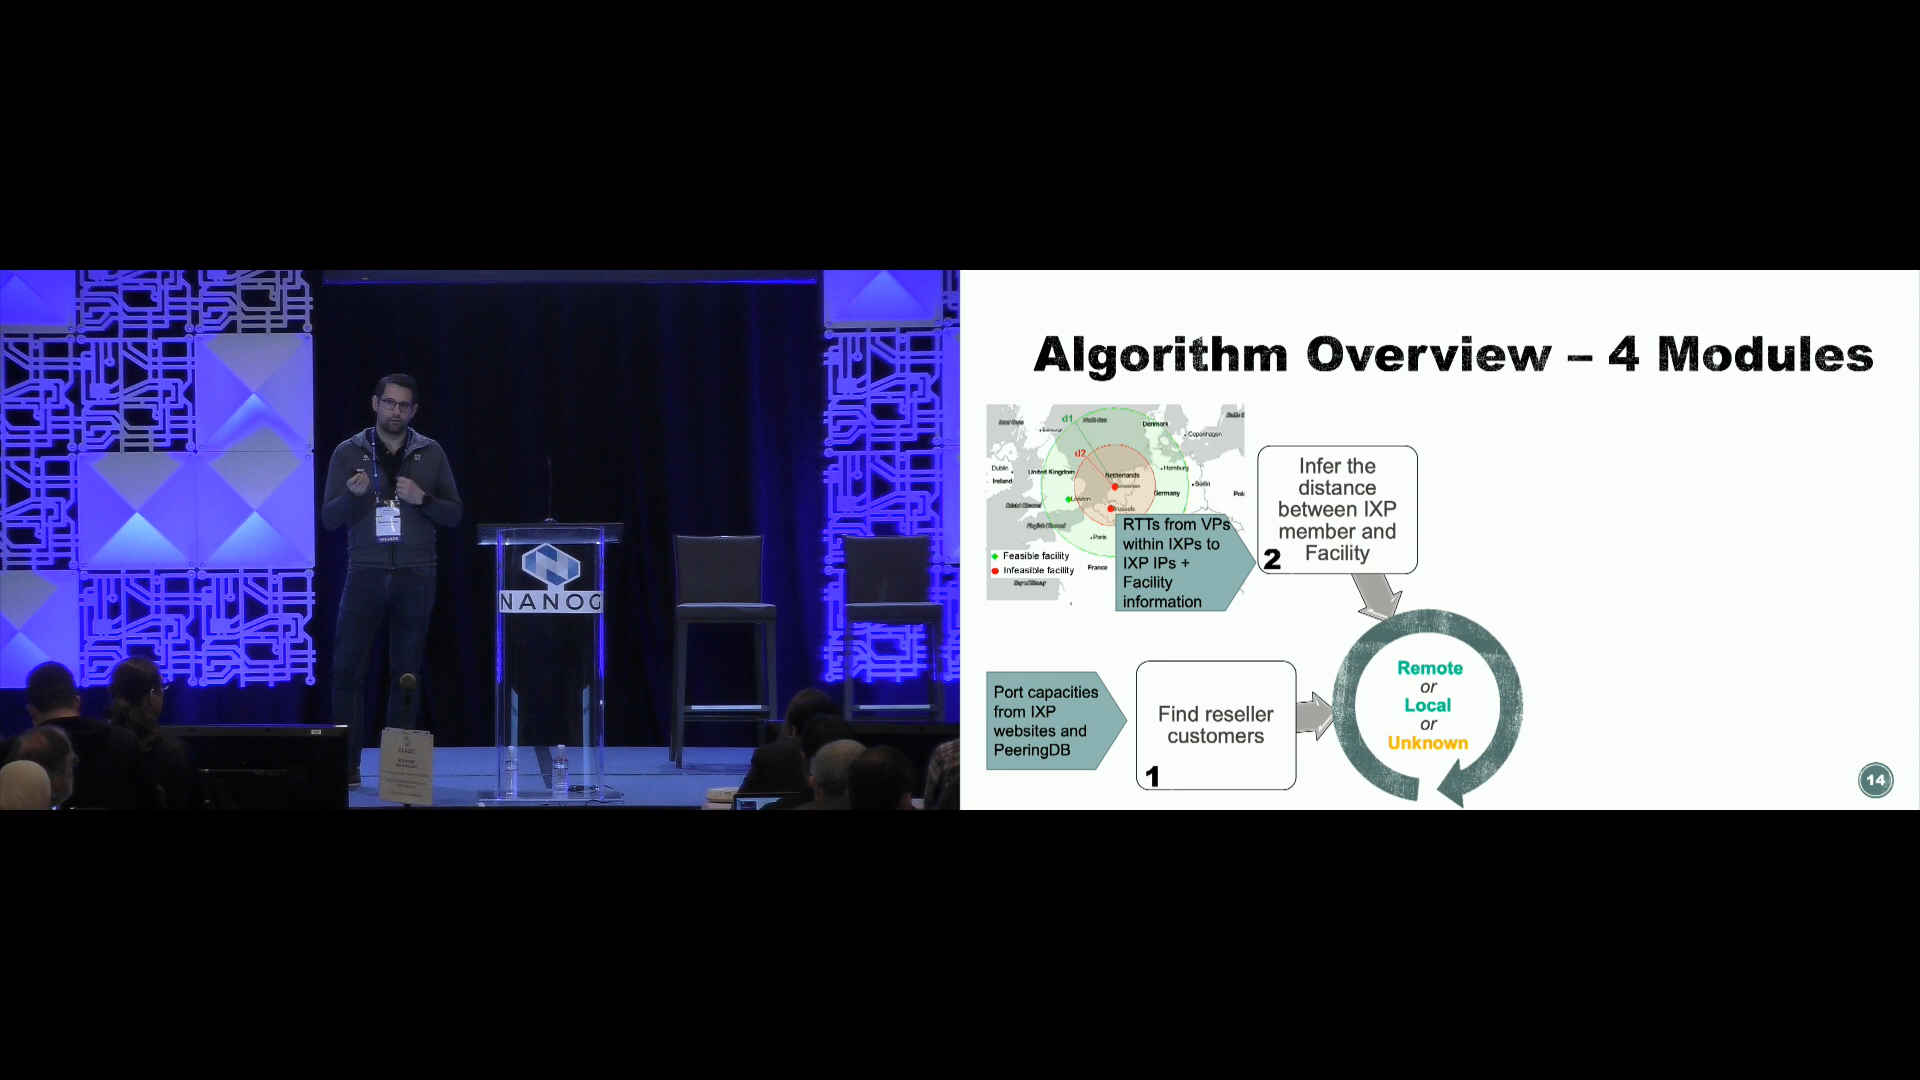 NANOG
Algorithm Overview – 4 Modules
d1
d2
Denmark
Copenhagen
Dublin
Ireland
United Kingdom
Hamburg
Netherlands
Berlin
London
Germany
Brussels
English Channel
Paris
France
Feasible facility
Infeasible facility
RTTs from VPs
within IXPs to
IXP IPs +
Facility
information
Infer the
distance
between IXP
member and
Facility
2
Port capacities
from IXP
websites and
PeeringDB
Find reseller
customers
1
Remote
or
Local
or
Unknown
14